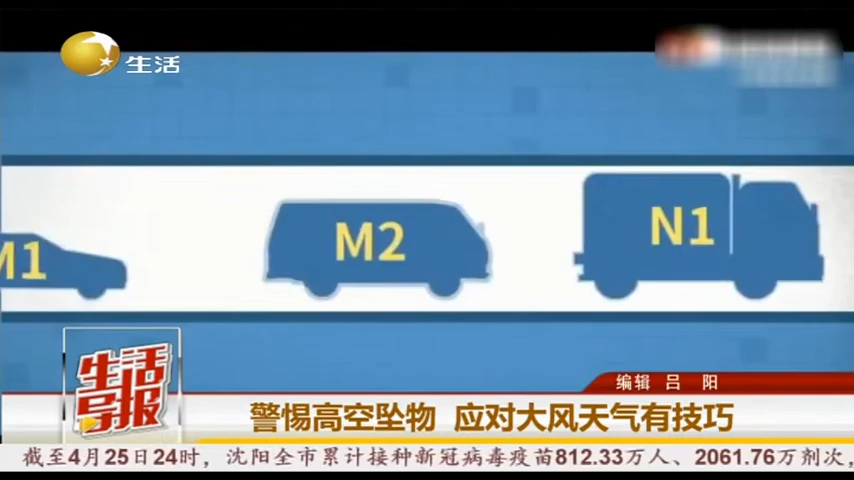 生活
M1
M2
N1
生活导报
编辑 吕 阳
警惕高空坠物 应对大风天气有技巧
截至4月25日24时，沈阳全市累计接种新冠病毒疫苗812.33万人、2061.76万剂次，